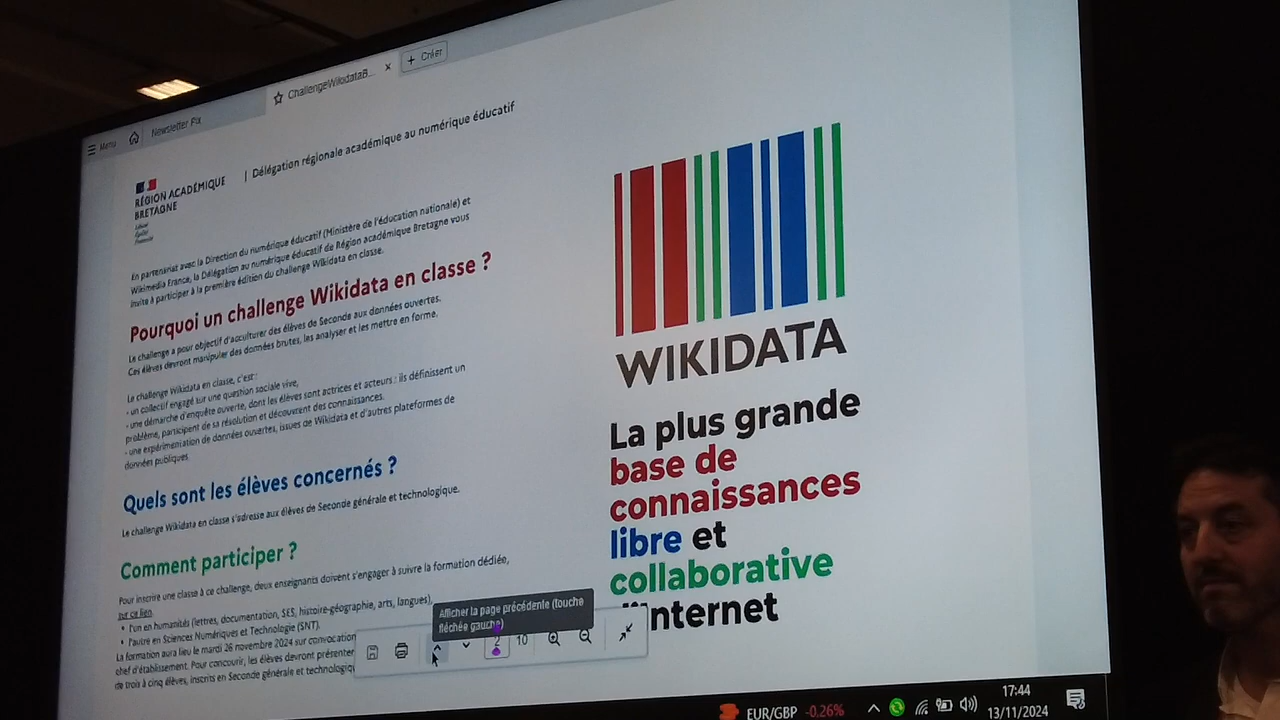 Menu
Newsletter Pix
ChallengeWikidataB...
+ Créer
RÉGION ACADÉMIQUE
BRETAGNE
Liberté
Égalité
Fraternité
Délégation régionale académique au numérique éducatif
En partenariat avec la Direction du numérique éducatif (Ministère de l'éducation nationale) et
Wikimedia France, la Délégation au numérique éducatif de Région académique Bretagne vous
invite à participer à la première édition du challenge Wikidata en classe.
Pourquoi un challenge Wikidata en classe ?
Le challenge a pour objectif d'acculturer des élèves de Seconde aux données ouvertes.
Ces élèves devront manipuler des données brutes, les analyser et les mettre en forme.
Le challenge Wikidata en classe, c'est :
- un collectif engagé sur une question sociale vive,
- une démarche d'enquête ouverte, dont les élèves sont actrices et acteurs : ils définissent un
problème, participent de sa résolution et découvrent des connaissances.
- une expérimentation de données ouvertes, issues de Wikidata et d'autres plateformes de
données publiques.
Quels sont les élèves concernés ?
Le challenge Wikidata en classe s'adresse aux élèves de Seconde générale et technologique.
Comment participer ?
Pour inscrire une classe à ce challenge, deux enseignants doivent s'engager à suivre la formation dédiée,
sur ce lien.
• l'un en humanités (lettres, documentation, SES, histoire-géographie, arts, langues),
• l'autre en Sciences Numériques et Technologie (SNT).
La formation aura lieu le mardi 26 novembre 2024 sur convocation
chef d'établissement. Pour concourir, les élèves devront présenter
de trois à cinq élèves, inscrits en Seconde générale et technologiq
Afficher la page précédente (touche
fléchée gauche)
2
10
WIKIDATA
La plus grande
base de
connaissances
libre et
collaborative
l'internet
EUR/GBP -0.26%
17:44
13/11/2024